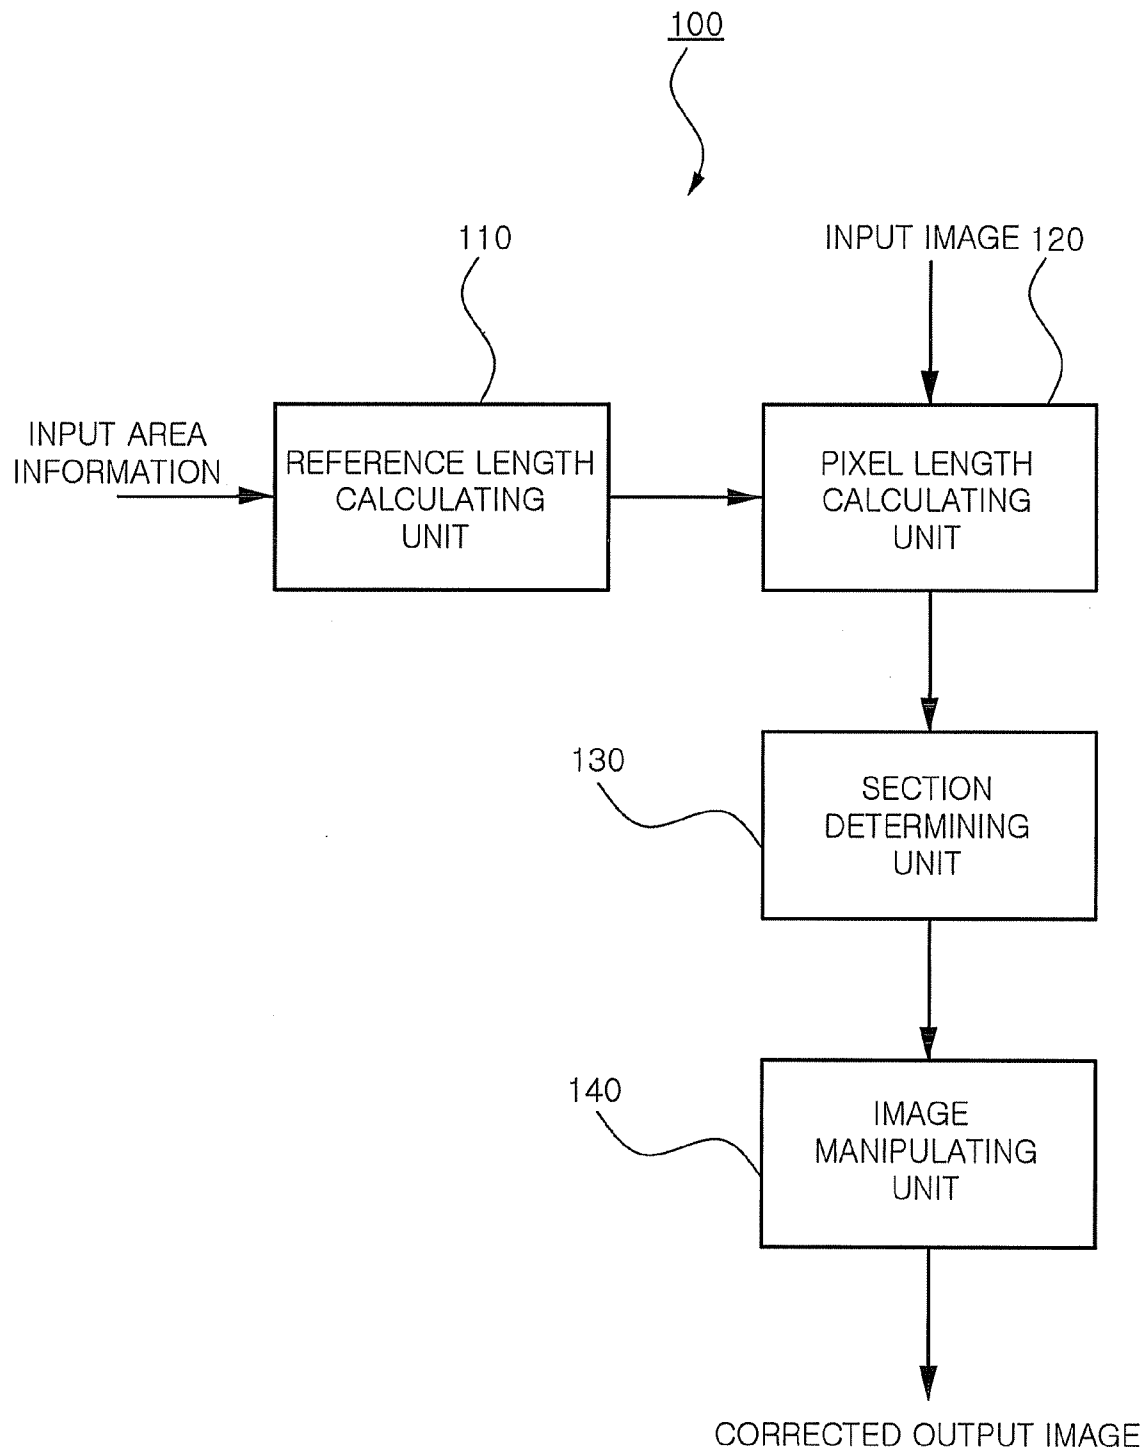 100
110
INPUT IMAGE 120
INPUT AREA
INFORMATION
REFERENCE LENGTH
CALCULATING
UNIT
PIXEL LENGTH
CALCULATING
UNIT
130
SECTION
DETERMINING
UNIT
140
IMAGE
MANIPULATING
UNIT
CORRECTED OUTPUT IMAGE